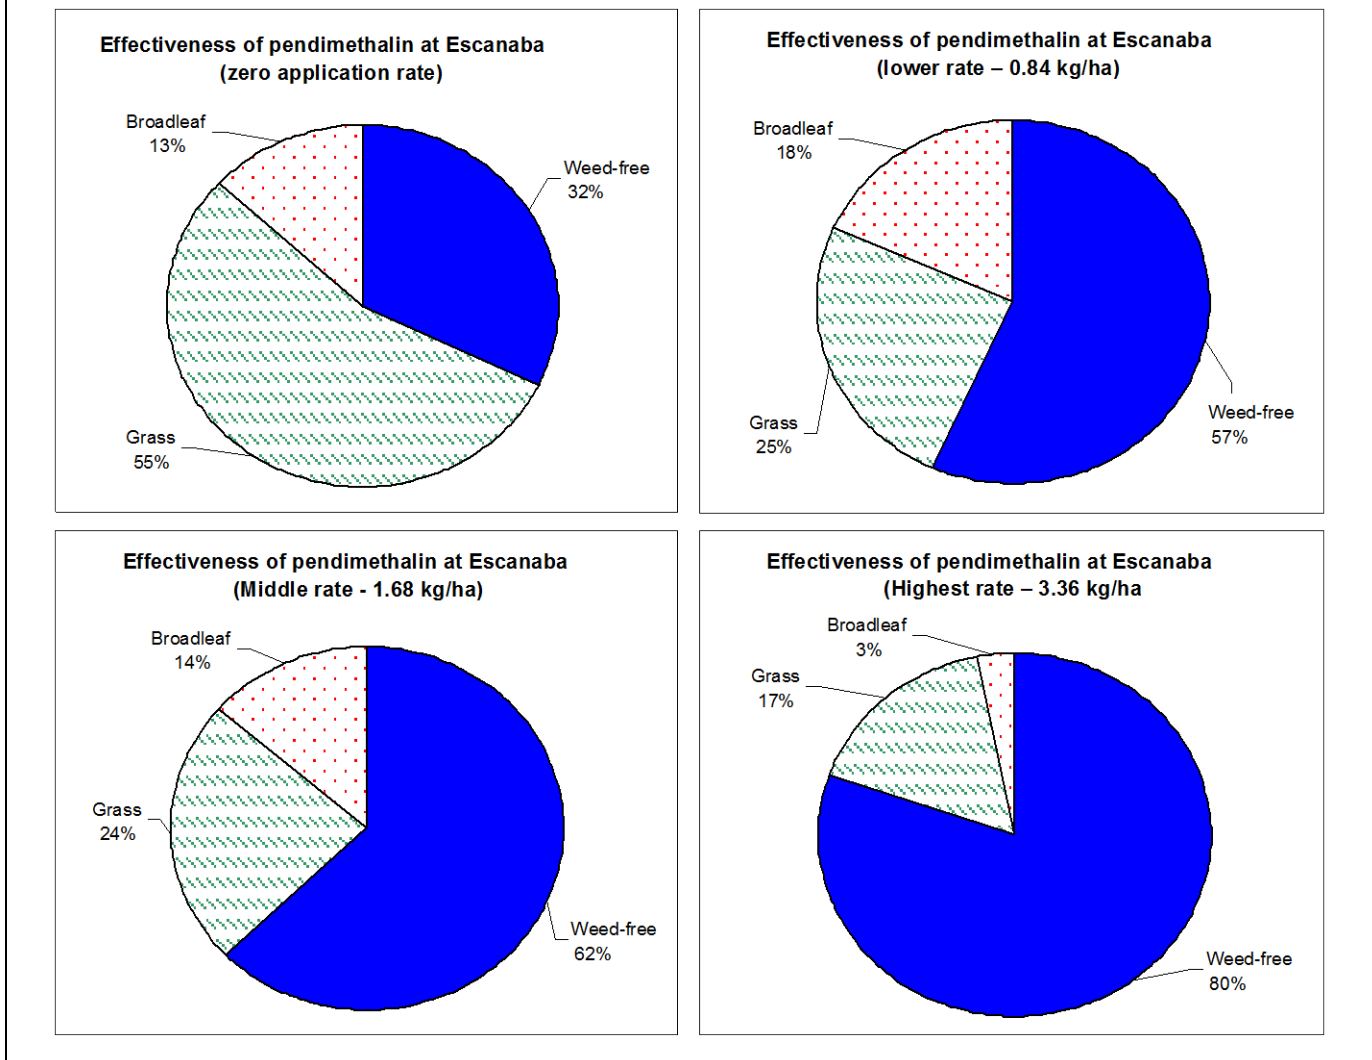 Effectiveness of pendimethalin at Escanaba
(zero application rate)
Broadleaf
13%
Weed-free
32%
Grass
55%
Effectiveness of pendimethalin at Escanaba
(lower rate – 0.84 kg/ha)
Broadleaf
18%
Grass
25%
Weed-free
57%
Effectiveness of pendimethalin at Escanaba
(Middle rate - 1.68 kg/ha)
Broadleaf
14%
Grass
24%
Weed-free
62%
Effectiveness of pendimethalin at Escanaba
(Highest rate – 3.36 kg/ha
Broadleaf
3%
Grass
17%
Weed-free
80%